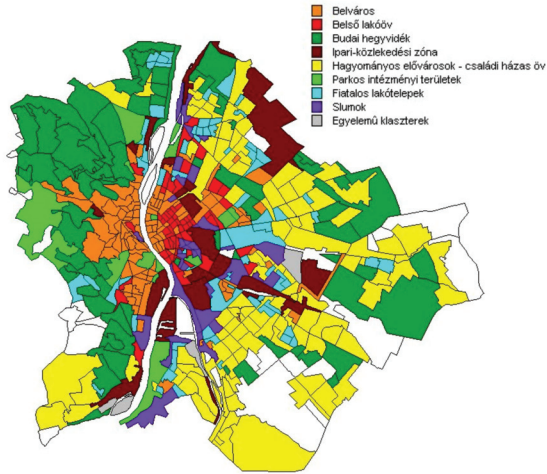 Belváros
Belső lakóöv
Budai hegyvidék
Ipari-közlekedési zóna
Hagyományos elővárosok - családi házas öv
Parkos intézményi területek
Fiatalos lakótelepek
Slumok
Egyelemű klaszterek